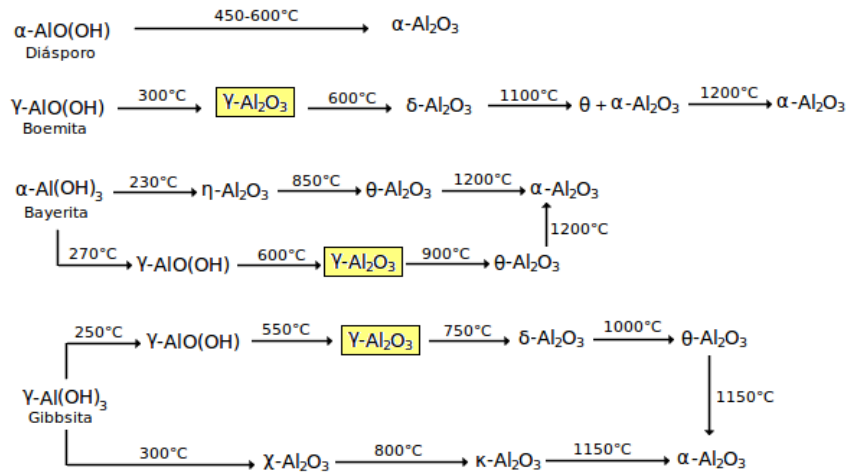 450-600°C
α-AlO(OH) α-Al₂O₃
Diásporo
300°C 600°C 1100°C 1200°C
γ-AlO(OH) γ-Al₂O₃ δ-Al₂O₃ θ + α-Al₂O₃ α-Al₂O₃
Boemita
230°C 850°C 1200°C
α-Al(OH)₃ η-Al₂O₃ θ-Al₂O₃ α-Al₂O₃
Bayerita
1200°C
270°C 600°C 900°C
γ-AlO(OH) γ-Al₂O₃ θ-Al₂O₃
250°C 550°C 750°C 1000°C
γ-AlO(OH) γ-Al₂O₃ δ-Al₂O₃ θ-Al₂O₃
γ-Al(OH)₃ 1150°C
Gibbsita
300°C 800°C 1150°C
χ-Al₂O₃ κ-Al₂O₃ α-Al₂O₃